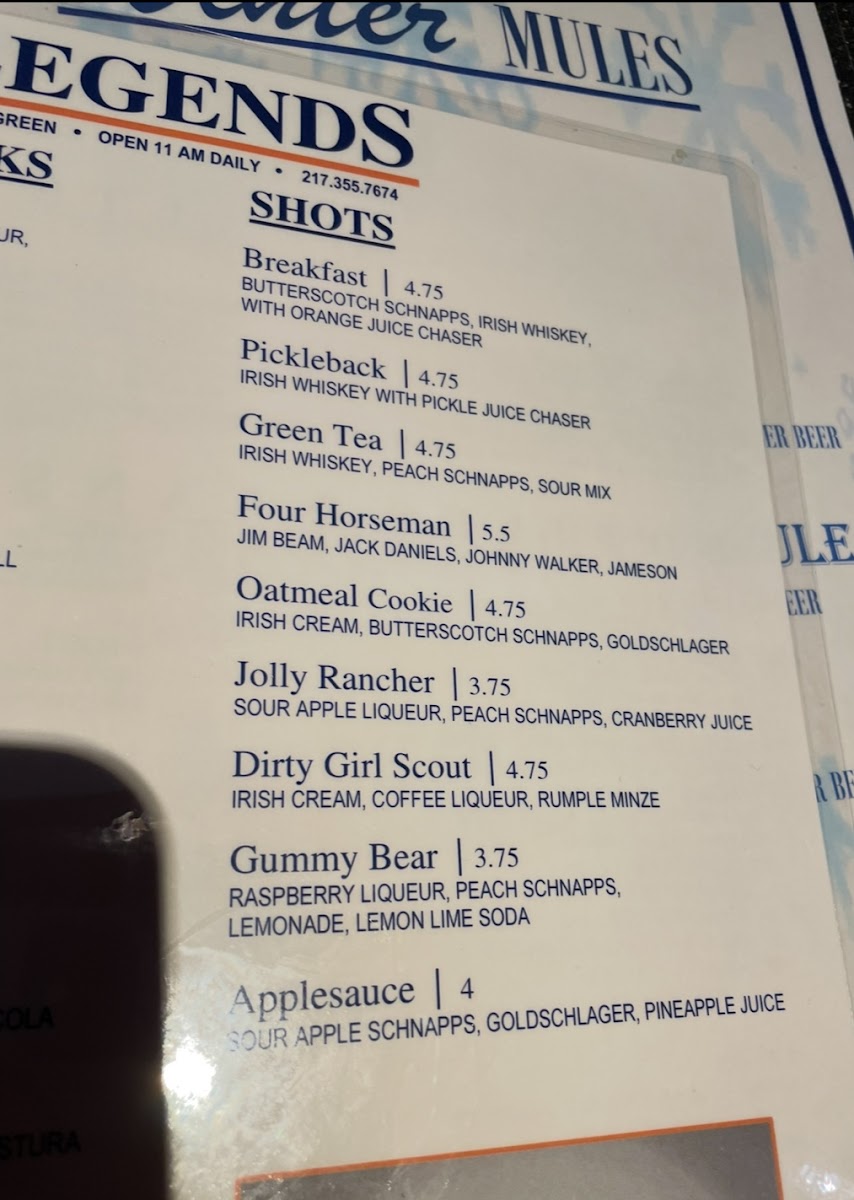 MULES
LEGENDS
GREEN • OPEN 11 AM DAILY • 217.355.7674
KS
SHOTS
UR,
Breakfast | 4.75
BUTTERSCOTCH SCHNAPPS, IRISH WHISKEY,
WITH ORANGE JUICE CHASER
Pickleback | 4.75
IRISH WHISKEY WITH PICKLE JUICE CHASER
Green Tea | 4.75
IRISH WHISKEY, PEACH SCHNAPPS, SOUR MIX
ER BEER
Four Horseman | 5.5
JIM BEAM, JACK DANIELS, JOHNNY WALKER, JAMESON
ULE
LL
Oatmeal Cookie | 4.75
IRISH CREAM, BUTTERSCOTCH SCHNAPPS, GOLDSCHLAGER
EER
Jolly Rancher | 3.75
SOUR APPLE LIQUEUR, PEACH SCHNAPPS, CRANBERRY JUICE
Dirty Girl Scout | 4.75
IRISH CREAM, COFFEE LIQUEUR, RUMPLE MINZE
R BE
Gummy Bear | 3.75
RASPBERRY LIQUEUR, PEACH SCHNAPPS,
LEMONADE, LEMON LIME SODA
Applesauce | 4
SOUR APPLE SCHNAPPS, GOLDSCHLAGER, PINEAPPLE JUICE
COLA
STURA